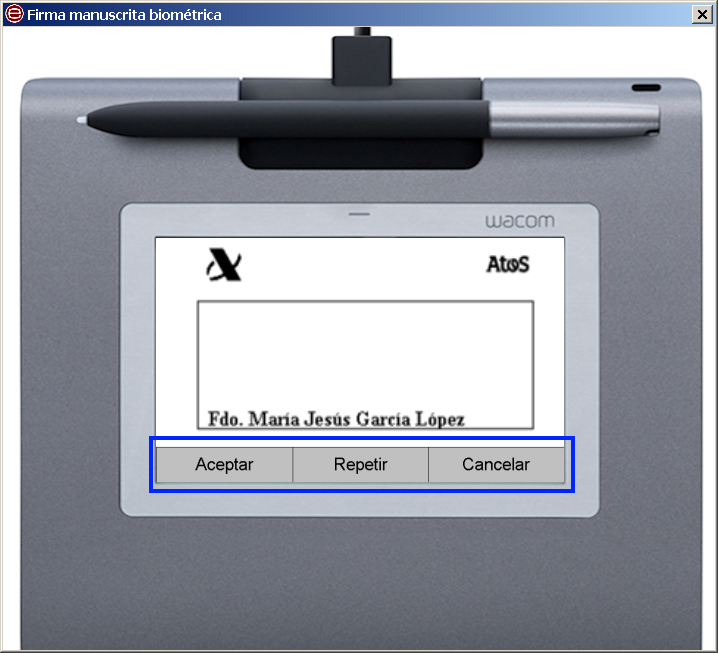 Firma manuscrita biométrica
wacom
X Atos
Fdo. María Jesús García López
Aceptar Repetir Cancelar